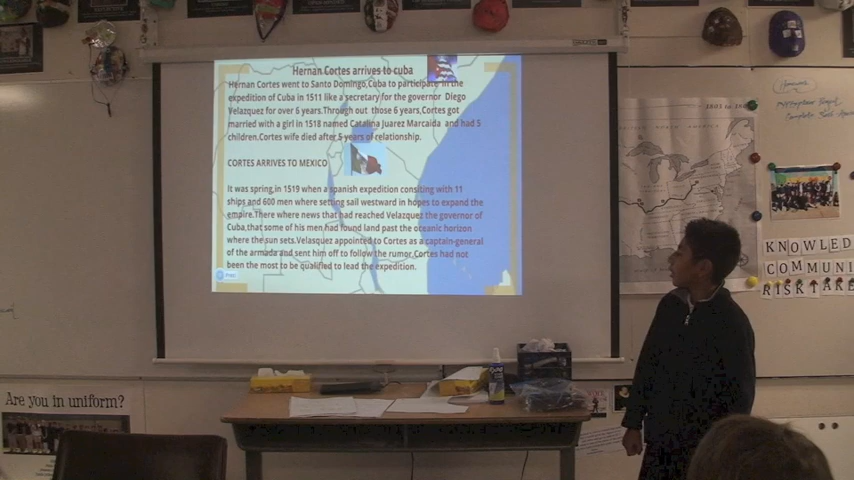 Hernan Cortes arrives to cuba
Hernan Cortes went to Santo Domingo,Cuba to participate in the
expedition of Cuba in 1511 like a secretary for the governor Diego
Velazquez for over 6 years.Through out those 6 years,Cortes got
married with a girl in 1518 named Catalina Juarez Marcaida and had 5
children.Cortes wife died after 5 years of relationship.
CORTES ARRIVES TO MEXICO
It was spring,in 1519 when a spanish expedition consiting with 11
ships and 600 men where setting sail westward in hopes to expand the
empire.There where news that had reached Velazquez the governor of
Cuba,that some of his men had found land past the oceanic horizon
where the sun sets.Velasquez appointed to Cortes as a captain-general
of the armada and sent him off to follow the rumor.Cortes had not
been the most to be qualified to lead the expedition.
KNOWLED
COMMUNI
RISKTAKE
Are you in uniform?